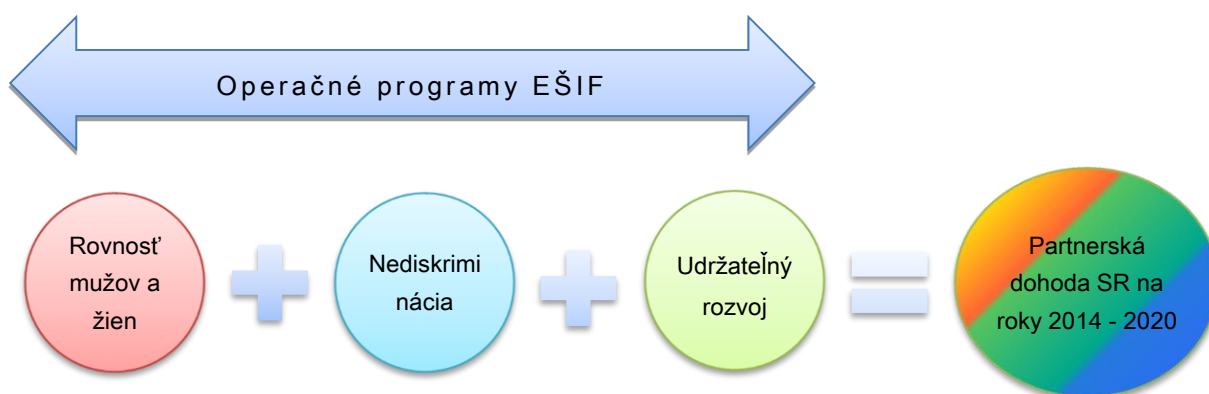 Operačné programy EŠIF
Rovnosť
mužov a
žien
Nediskrimi
nácia
Udržateľný
rozvoj
Partnerská
dohoda SR na
roky 2014 - 2020